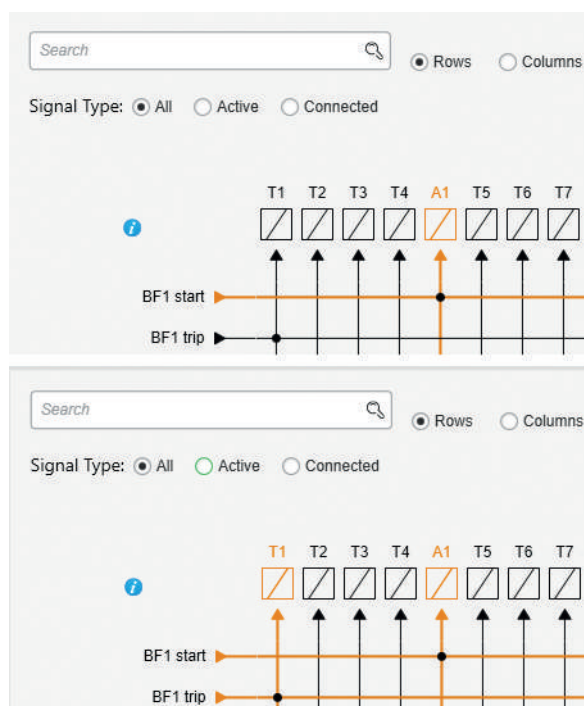 Search
Rows Columns
Signal Type: All Active Connected
T1 T2 T3 T4 A1 T5 T6 T7
i
BF1 start
BF1 trip
Search
Rows Columns
Signal Type: All Active Connected
T1 T2 T3 T4 A1 T5 T6 T7
i
BF1 start
BF1 trip